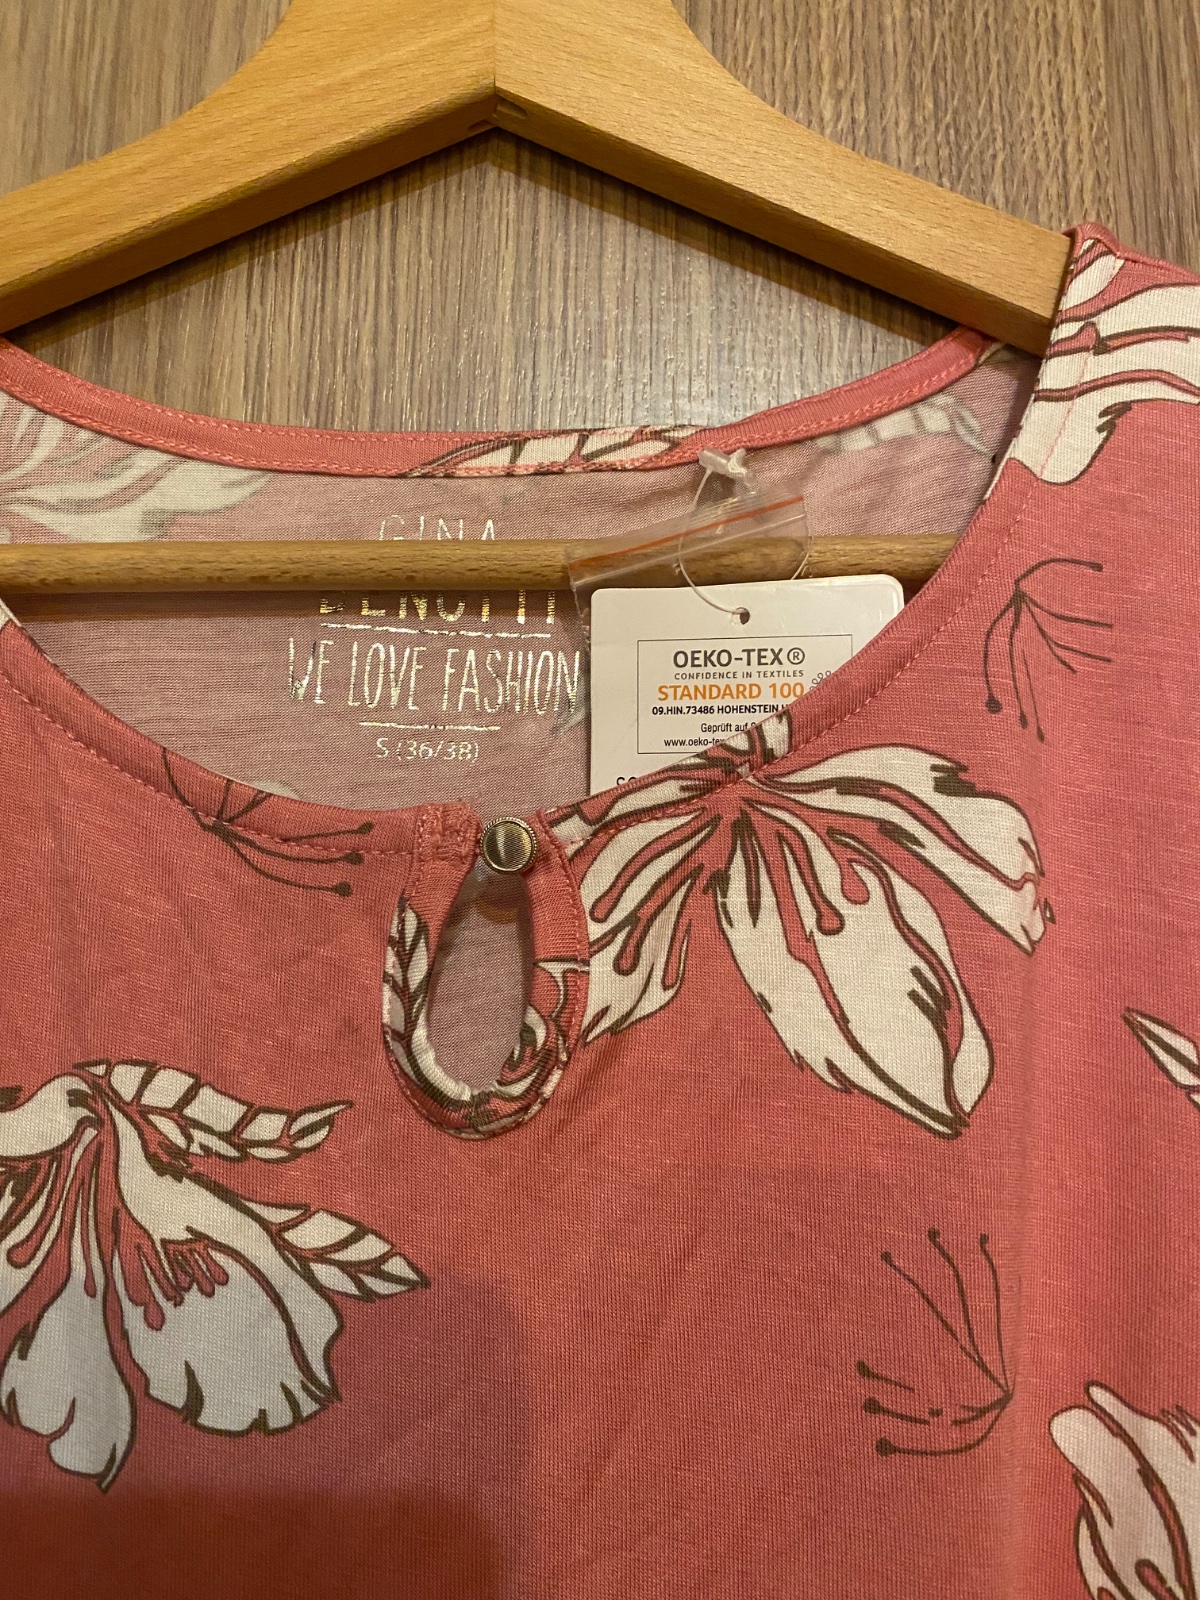 GINA
BENOTTI
WE LOVE FASHION
S (36/38)
OEKO-TEX®
CONFIDENCE IN TEXTILES
STANDARD 100
09.HIN.73486 HOHENSTEIN
Geprüft auf
www.oeko-tex